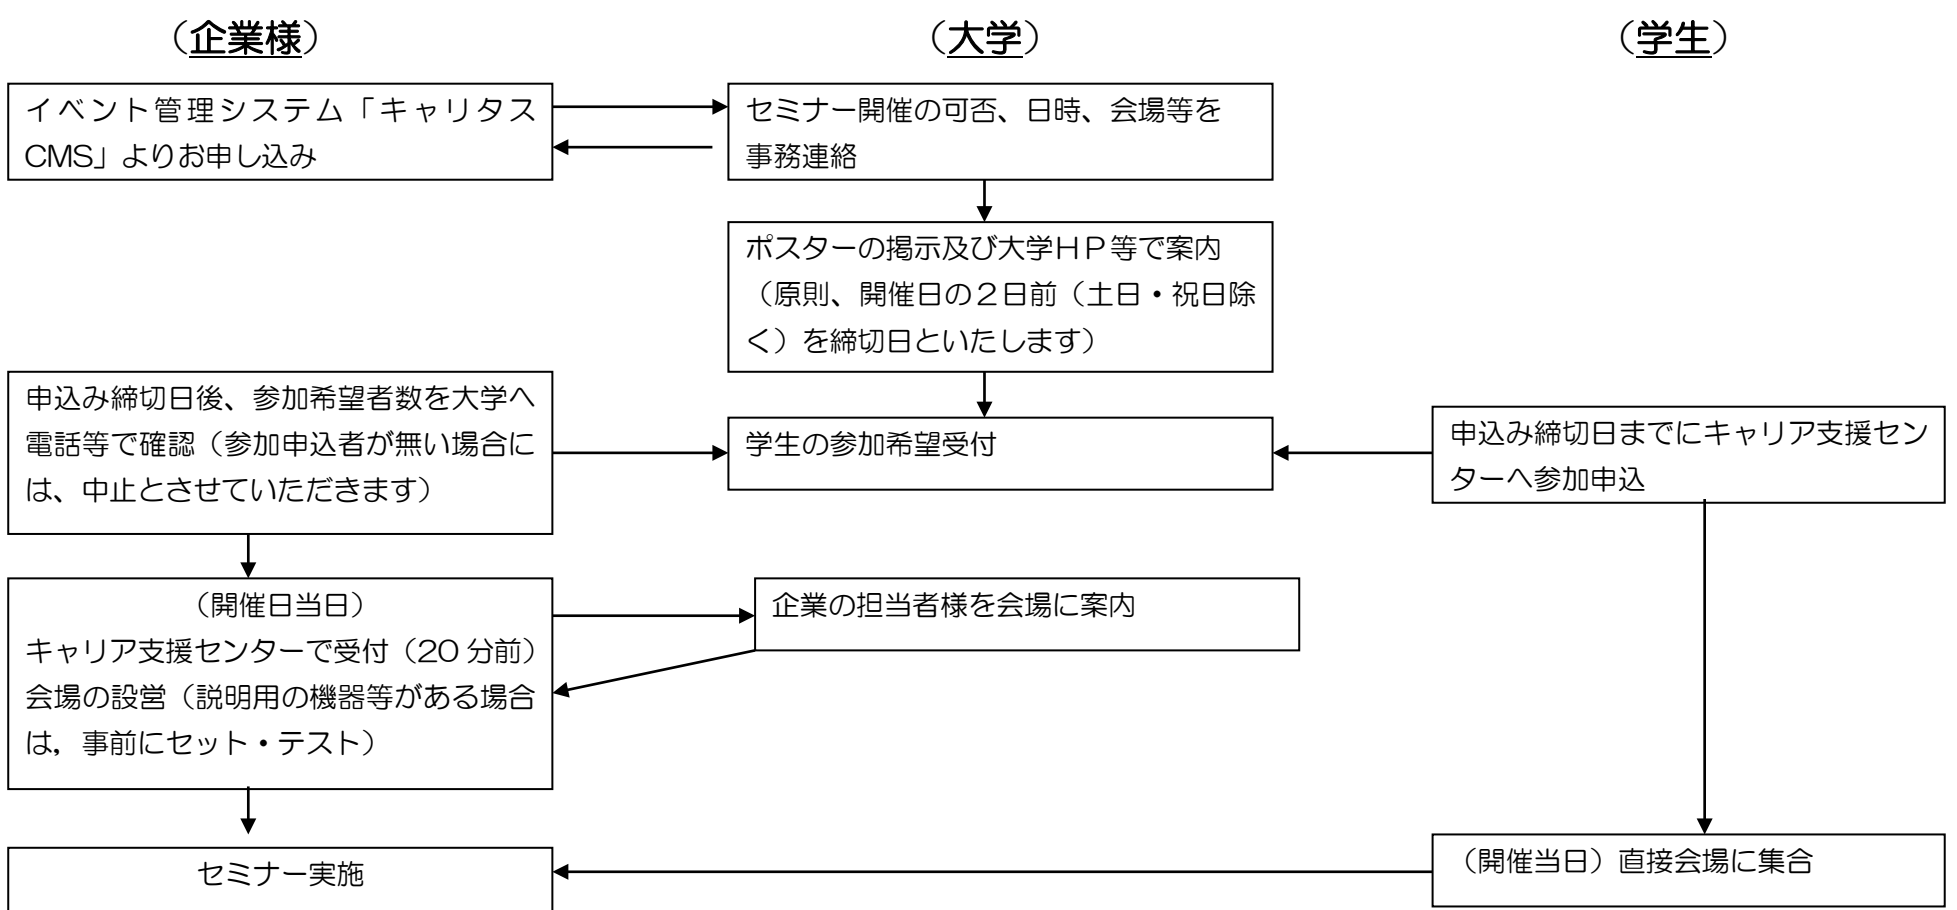 （企業様）
（大学）
（学生）
イベント管理システム「キャリタス
CMS」よりお申し込み
セミナー開催の可否、日時、会場等を
事務連絡
ポスターの掲示及び大学ＨＰ等で案内
（原則、開催日の２日前（土日・祝日除
く）を締切日といたします）
申込み締切日後、参加希望者数を大学へ
電話等で確認（参加申込者が無い場合に
は、中止とさせていただきます）
学生の参加希望受付
申込み締切日までにキャリア支援セン
ターへ参加申込
（開催日当日）
キャリア支援センターで受付（20 分前）
会場の設営（説明用の機器等がある場合
は，事前にセット・テスト）
企業の担当者様を会場に案内
セミナー実施
（開催当日）直接会場に集合